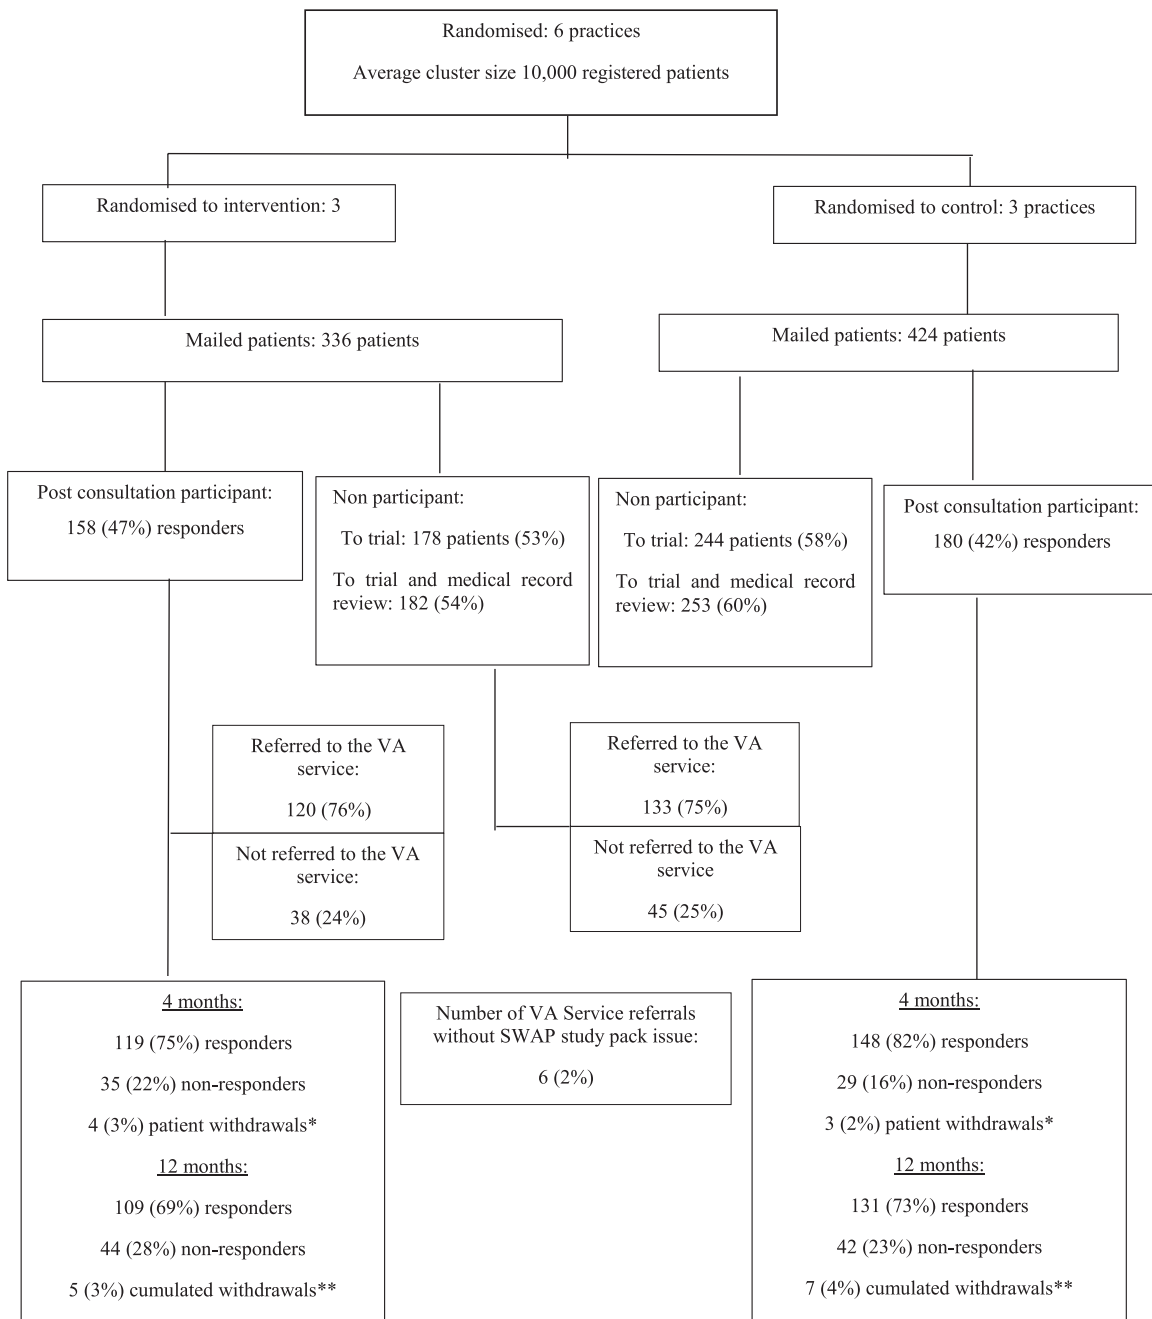 Randomised: 6 practices
Average cluster size 10,000 registered patients
Randomised to intervention: 3
Randomised to control: 3 practices
Mailed patients: 336 patients
Mailed patients: 424 patients
Post consultation participant:
158 (47%) responders
Non participant:
To trial: 178 patients (53%)
To trial and medical record
review: 182 (54%)
Non participant:
To trial: 244 patients (58%)
To trial and medical record
review: 253 (60%)
Post consultation participant:
180 (42%) responders
Referred to the VA
service:
120 (76%)
Not referred to the VA
service:
38 (24%)
Referred to the VA
service:
133 (75%)
Not referred to the VA
service
45 (25%)
4 months:
119 (75%) responders
35 (22%) non-responders
4 (3%) patient withdrawals*
12 months:
109 (69%) responders
44 (28%) non-responders
5 (3%) cumulated withdrawals**
Number of VA Service referrals
without SWAP study pack issue:
6 (2%)
4 months:
148 (82%) responders
29 (16%) non-responders
3 (2%) patient withdrawals*
12 months:
131 (73%) responders
42 (23%) non-responders
7 (4%) cumulated withdrawals**